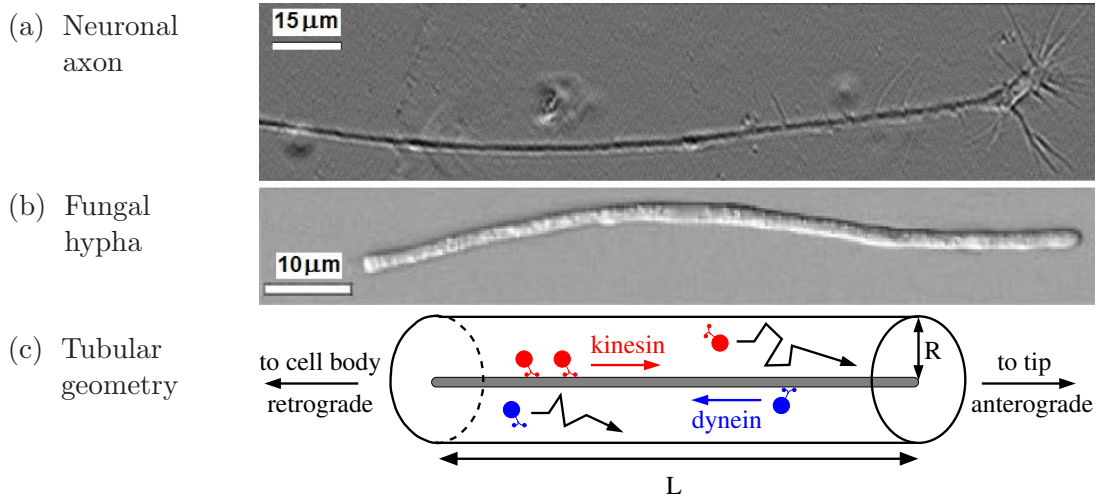 (a) Neuronal
axon
15 µm
(b) Fungal
hypha
10 µm
(c) Tubular
geometry
to cell body
retrograde
kinesin
dynein
R
to tip
anterograde
L